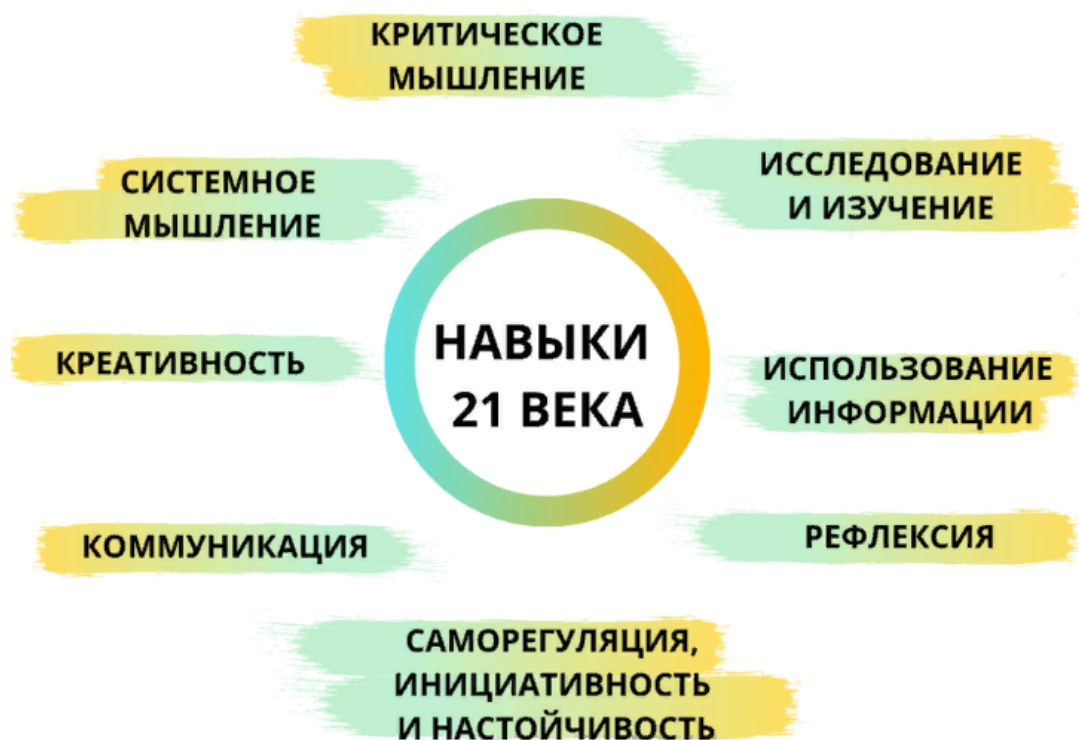 КРИТИЧЕСКОЕ
МЫШЛЕНИЕ
СИСТЕМНОЕ
МЫШЛЕНИЕ
ИССЛЕДОВАНИЕ
И ИЗУЧЕНИЕ
НАВЫКИ
21 ВЕКА
КРЕАТИВНОСТЬ
ИСПОЛЬЗОВАНИЕ
ИНФОРМАЦИИ
КОММУНИКАЦИЯ
РЕФЛЕКСИЯ
САМОРЕГУЛЯЦИЯ,
ИНИЦИАТИВНОСТЬ
И НАСТОЙЧИВОСТЬ